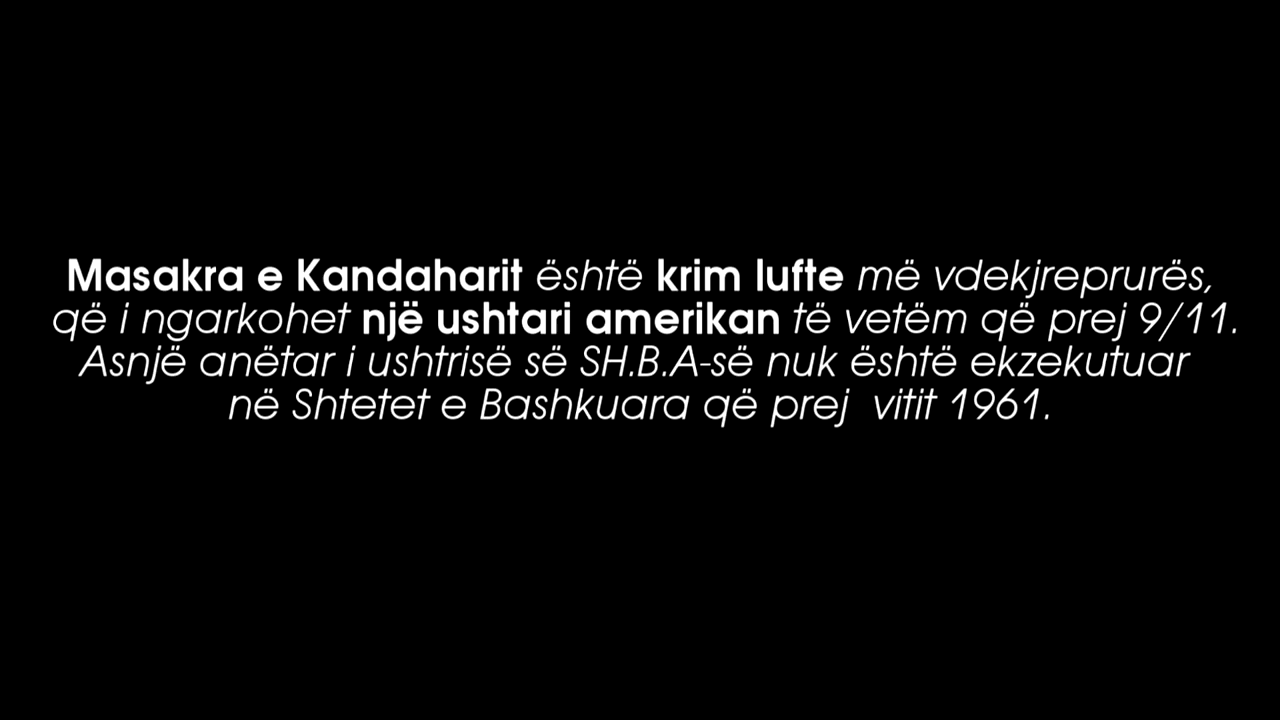 Masakra e Kandaharit është krim lufte më vdekjreprurës,
që i ngarkohet një ushtari amerikan të vetëm që prej 9/11.
Asnjë anëtar i ushtrisë së SH.B.A-së nuk është ekzekutuar
në Shtetet e Bashkuara që prej  vitit 1961.